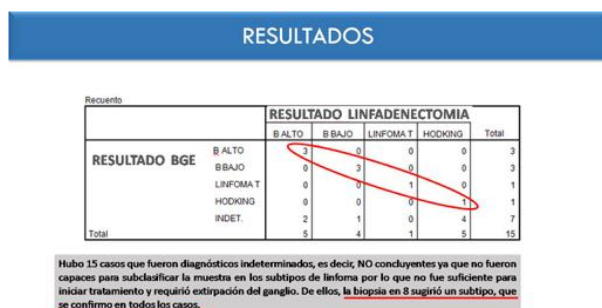 RESULTADOS
Recuento
RESULTADO LINFADENECTOMIA
B ALTO B BAJO LINFOMA T HODKING Total
RESULTADO BGE
B ALTO 3 0 0 0 3
B BAJO 0 3 0 0 3
LINFOMA T 0 0 1 0 1
HODKING 0 0 0 1 1
INDET. 2 1 0 4 7
Total 5 4 1 5 15
Hubo 15 casos que fueron diagnósticos indeterminados, es decir, NO concluyentes ya que no fueron
capaces para subclasificar la muestra en los subtipos de linfoma por lo que no fue suficiente para
iniciar tratamiento y requirió extirpación del ganglio. De ellos, la biopsia en 8 sugirió un subtipo, que
se confirmo en todos los casos.